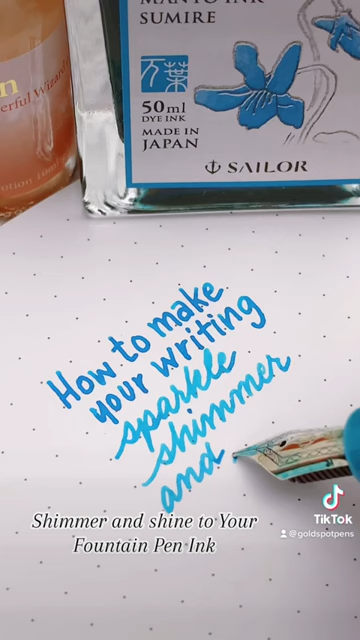 MANYO INK
SUMIRE
万葉
50ml
DYE INK
MADE IN
JAPAN
SAILOR
How to make
your writing
sparkle
shimmer
and
Shimmer and shine to Your
Fountain Pen Ink
TikTok
@goldspotpens